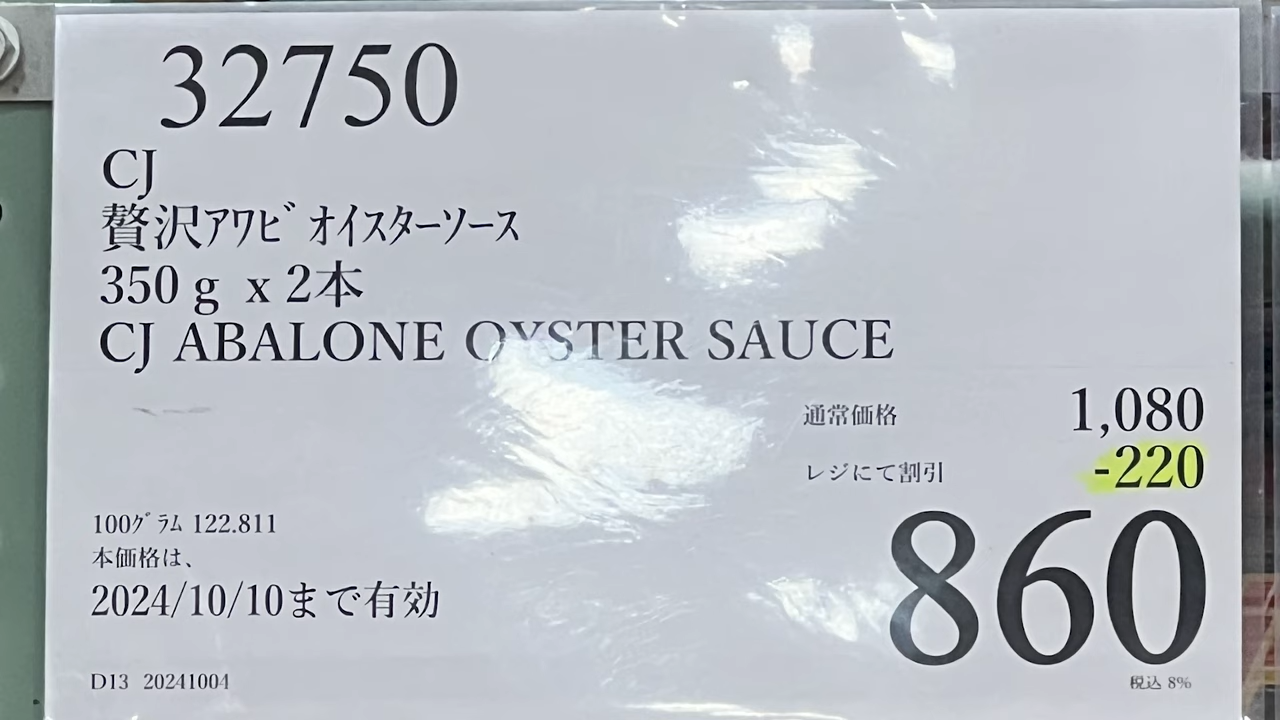 32750
CJ
贅沢ｱﾜﾋﾞ ｵｲｽﾀｰｿｰｽ
350 g x 2本
CJ ABALONE OYSTER SAUCE
通常価格 1,080
レジにて割引 -220
860
税込 8%
100ｸﾞﾗﾑ 122.811
本価格は、
2024/10/10まで有効
D13 20241004